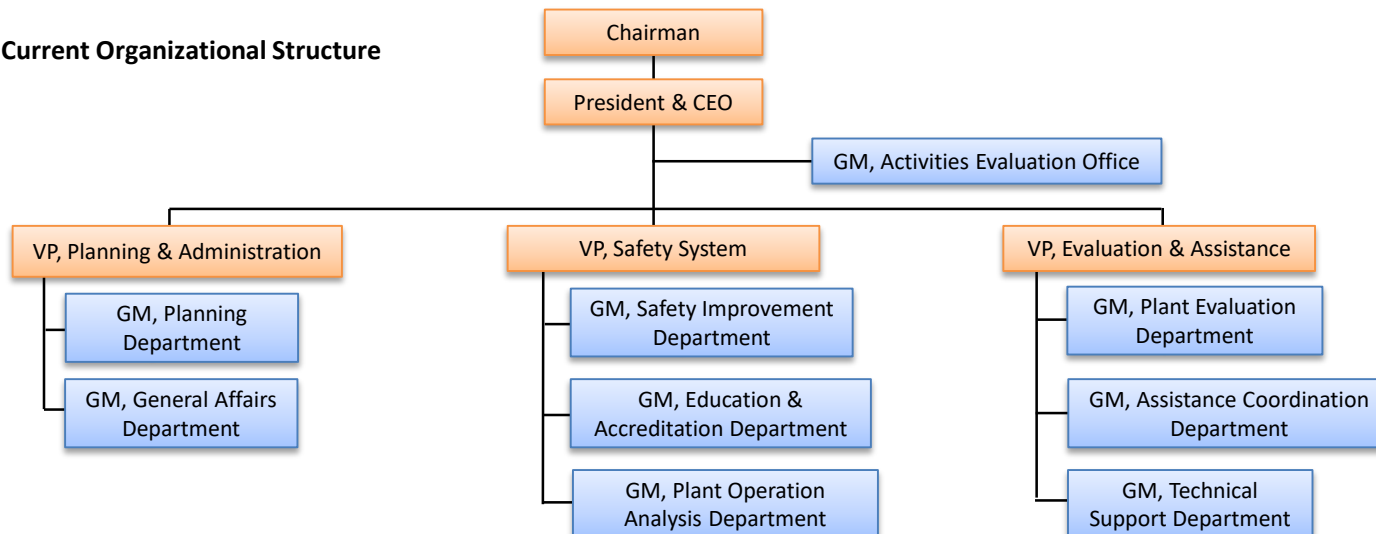 Current Organizational Structure
Chairman
President & CEO
GM, Activities Evaluation Office
VP, Planning & Administration
GM, Planning
Department
GM, General Affairs
Department
VP, Safety System
GM, Safety Improvement
Department
GM, Education &
Accreditation Department
GM, Plant Operation
Analysis Department
VP, Evaluation & Assistance
GM, Plant Evaluation
Department
GM, Assistance Coordination
Department
GM, Technical
Support Department